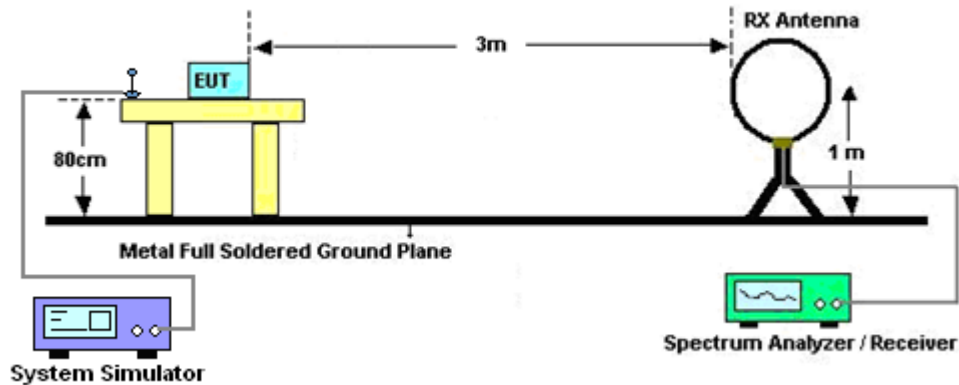 RX Antenna
3m
EUT
80cm
1 m
Metal Full Soldered Ground Plane
System Simulator
Spectrum Analyzer / Receiver